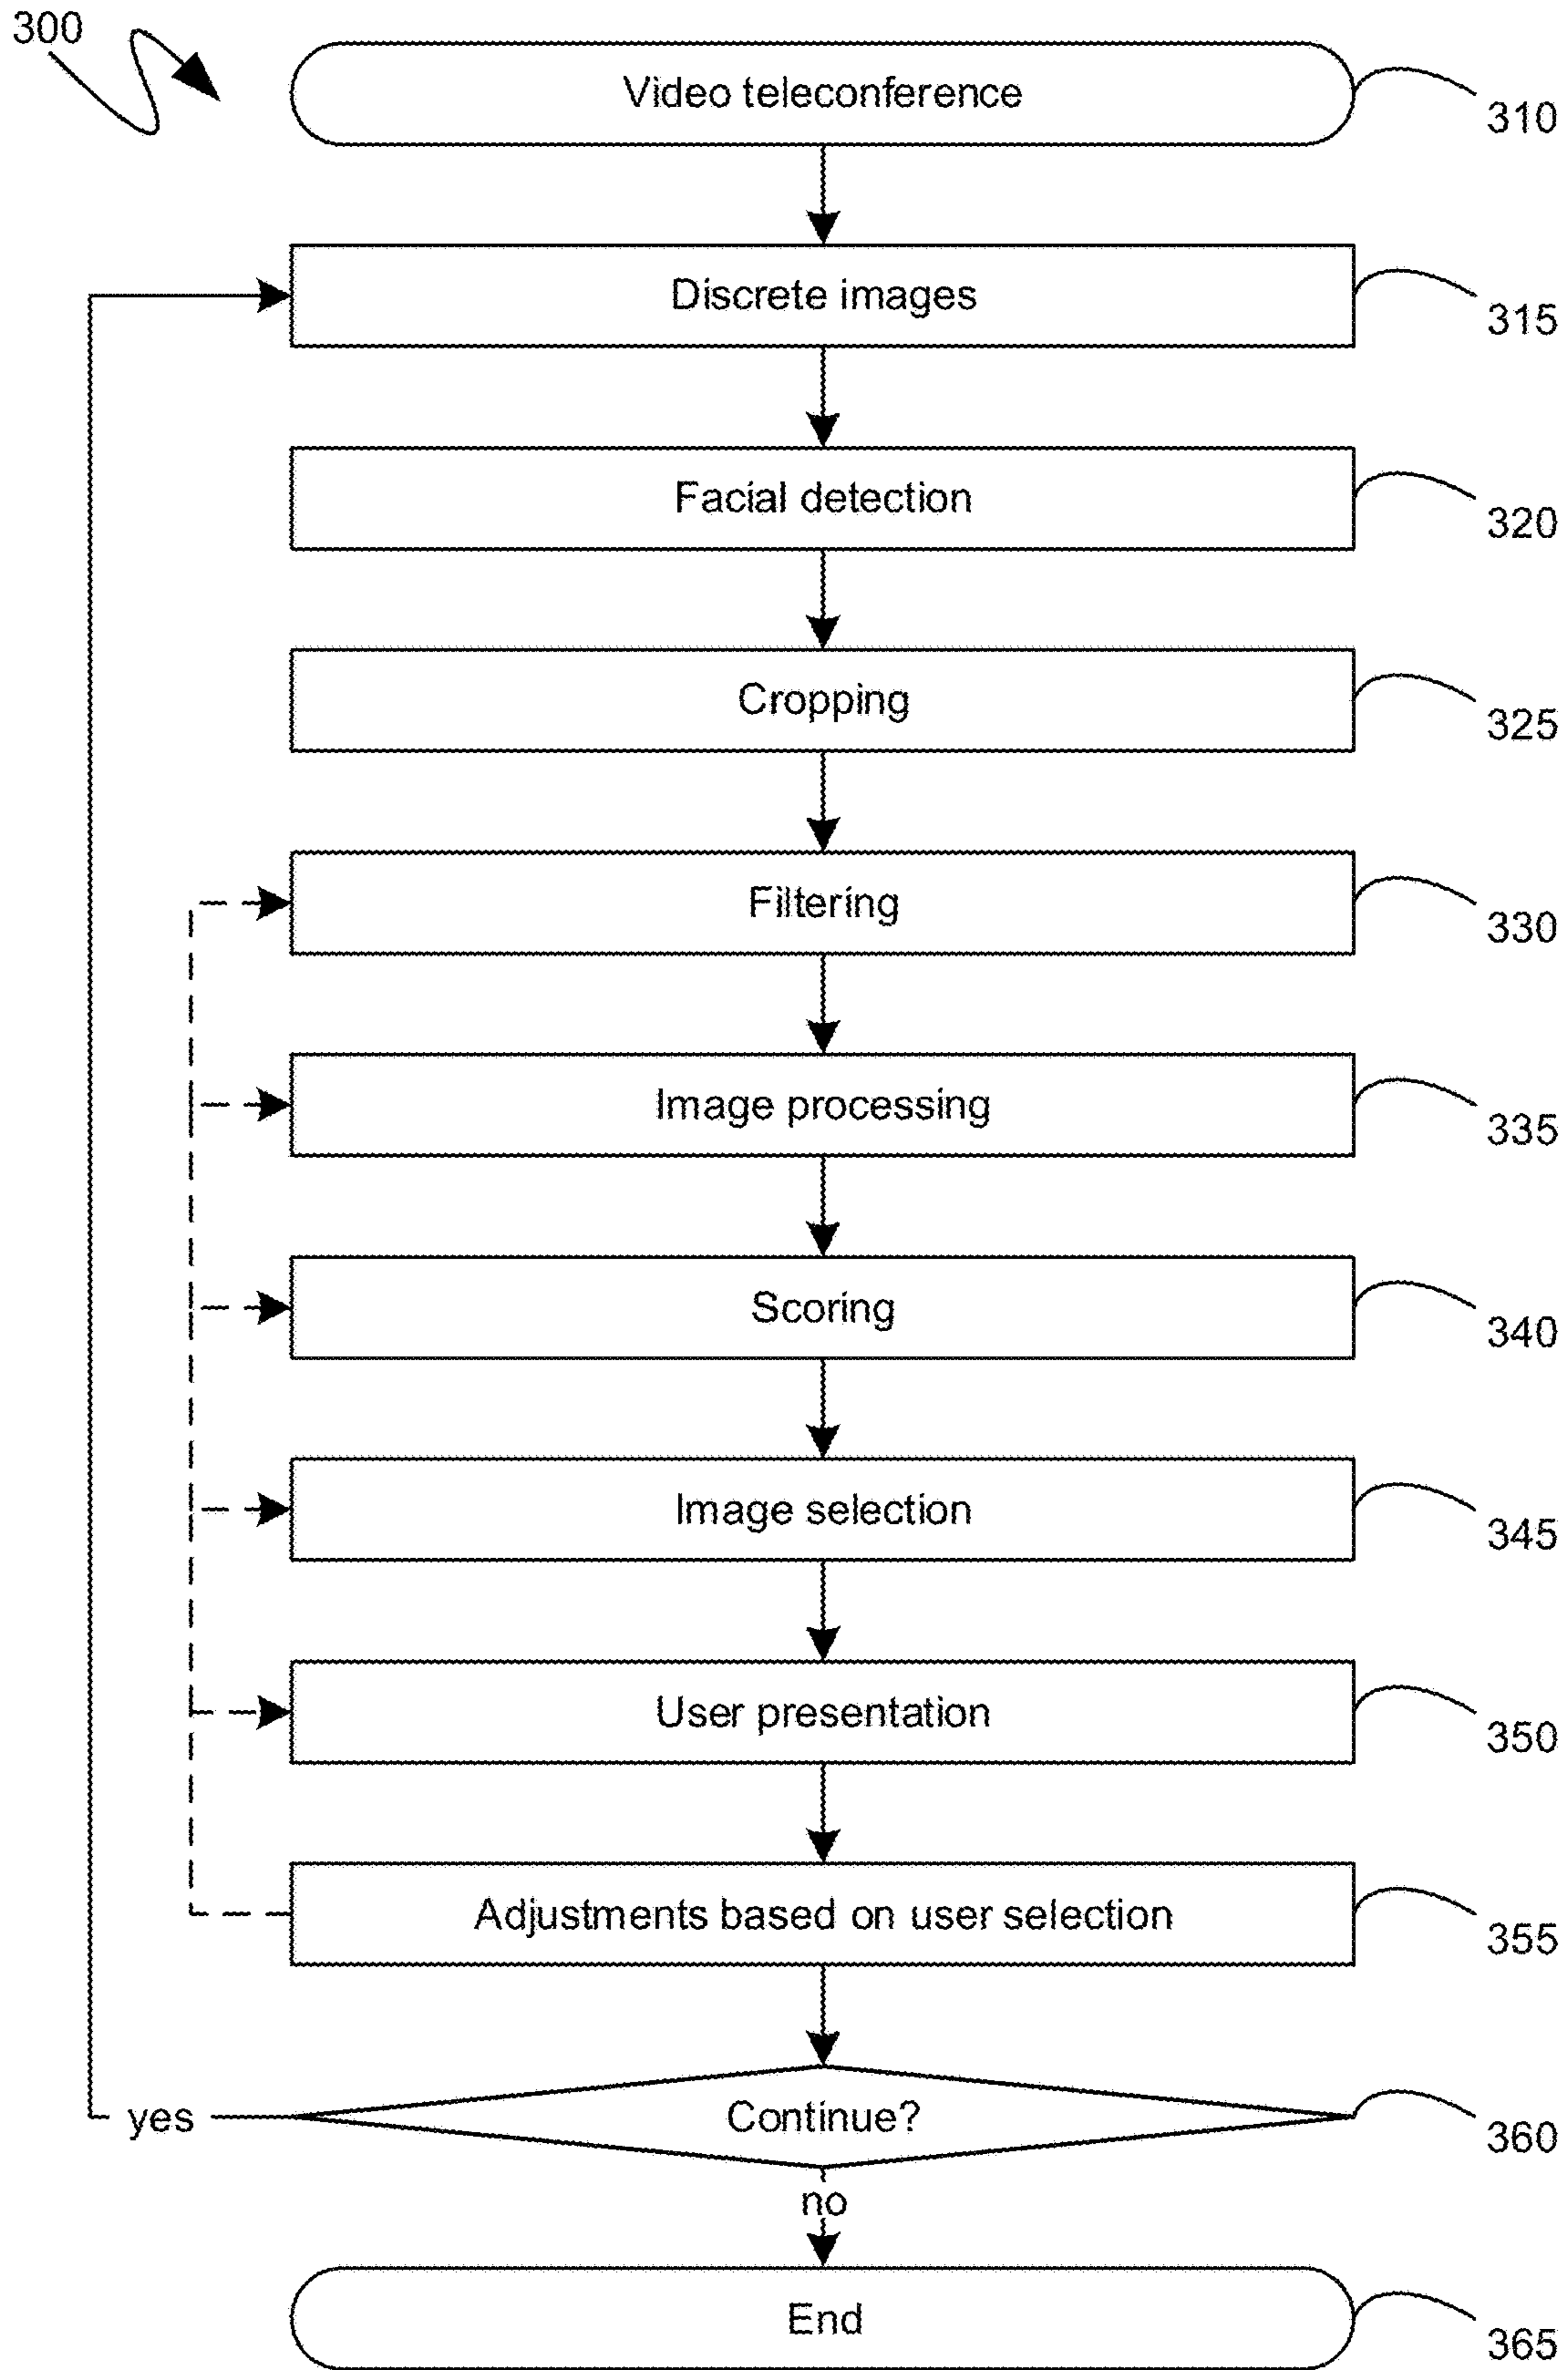 300
Video teleconference
310
Discrete images
315
Facial detection
320
Cropping
325
Filtering
330
Image processing
335
Scoring
340
Image selection
345
User presentation
350
Adjustments based on user selection
355
Continue?
360
yes
no
End
365